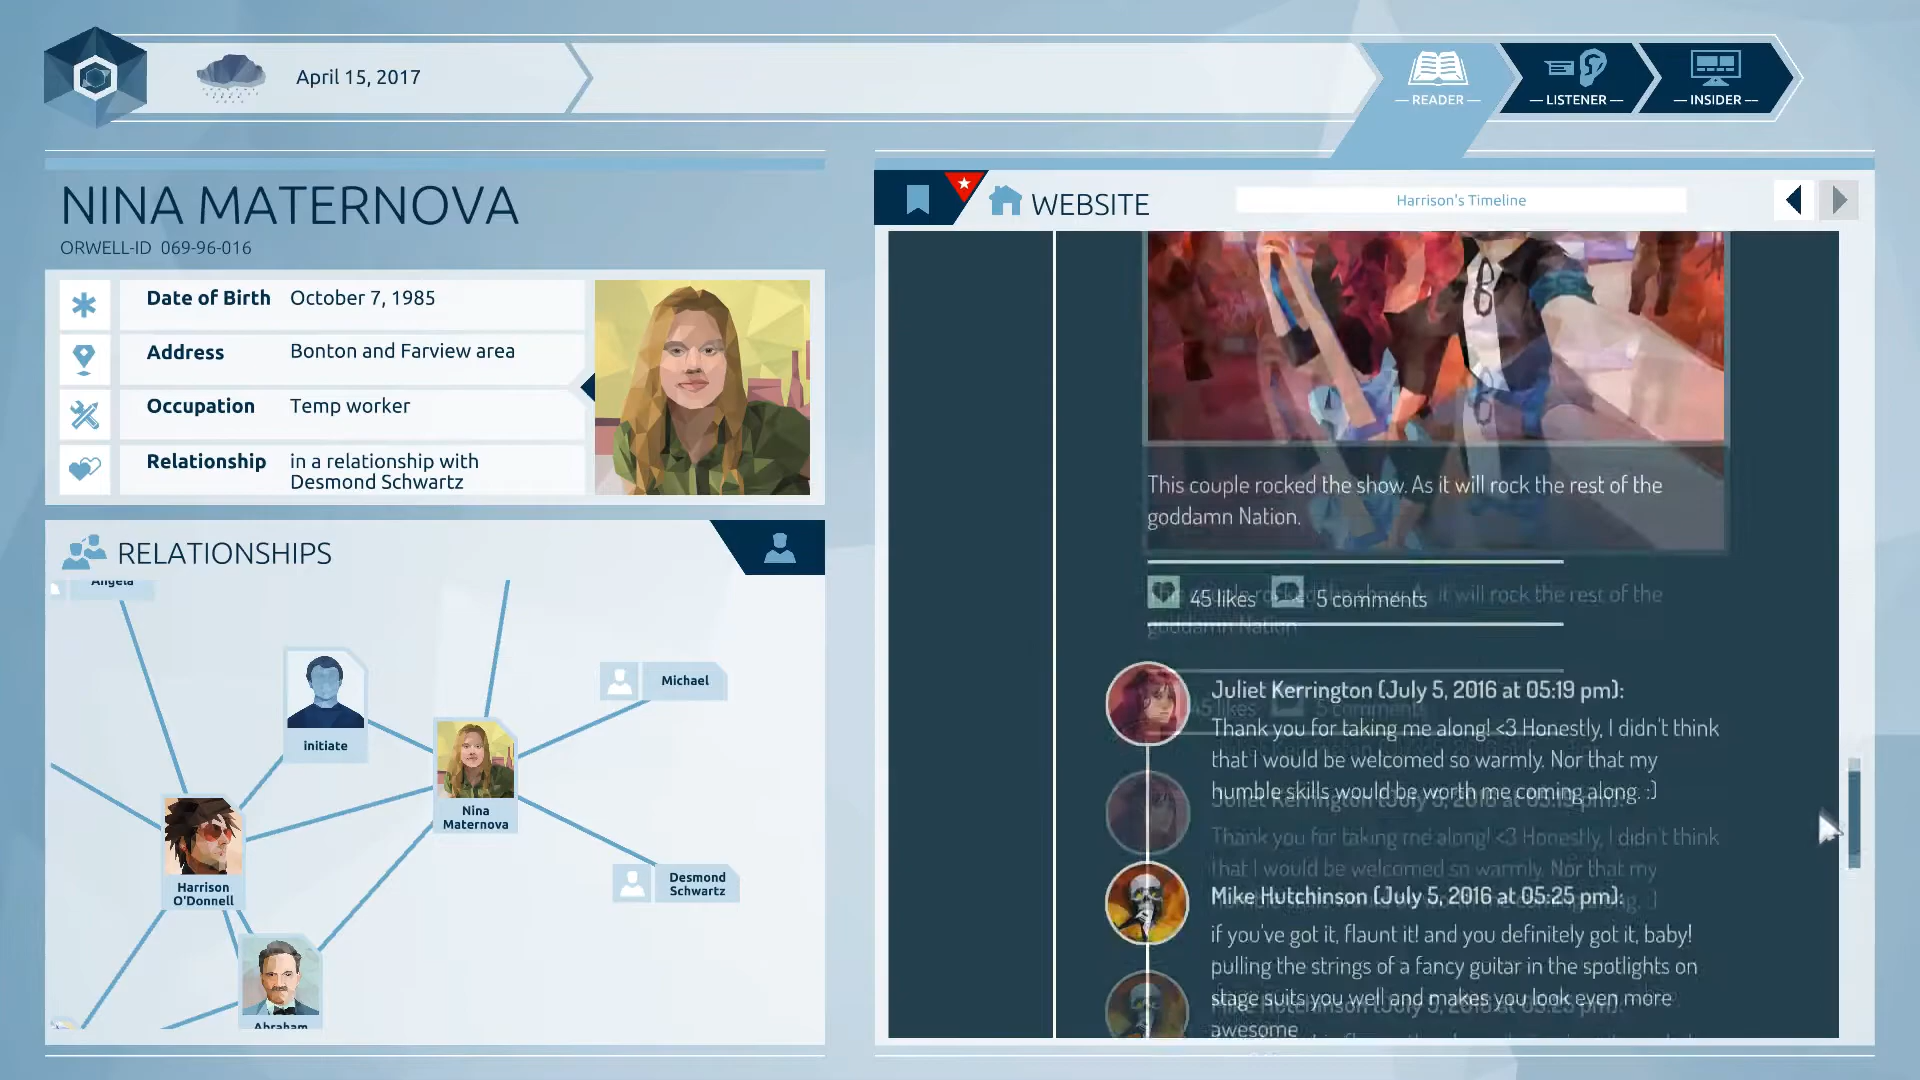 April 15, 2017
READER
LISTENER
INSIDER
NINA MATERNOVA
ORWELL-ID 069-96-016
Date of Birth October 7, 1985
Address Bonton and Farview area
Occupation Temp worker
Relationship in a relationship with
Desmond Schwartz
RELATIONSHIPS
Angela
initiate
Michael
Nina
Maternova
Desmond
Schwartz
Harrison
O'Donnell
Abraham
WEBSITE
Harrison's Timeline
This couple rocked the show. As it will rock the rest of the
goddamn Nation.
45 likes 5 comments
Juliet Kerrington (July 5, 2016 at 05:19 pm):
Thank you for taking me along! <3 Honestly, I didn't think
that I would be welcomed so warmly. Nor that my
humble skills would be worth me coming along. :)
Mike Hutchinson (July 5, 2016 at 05:25 pm):
if you've got it, flaunt it! and you definitely got it, baby!
pulling the strings of a fancy guitar in the spotlights on
stage suits you well and makes you look even more
awesome